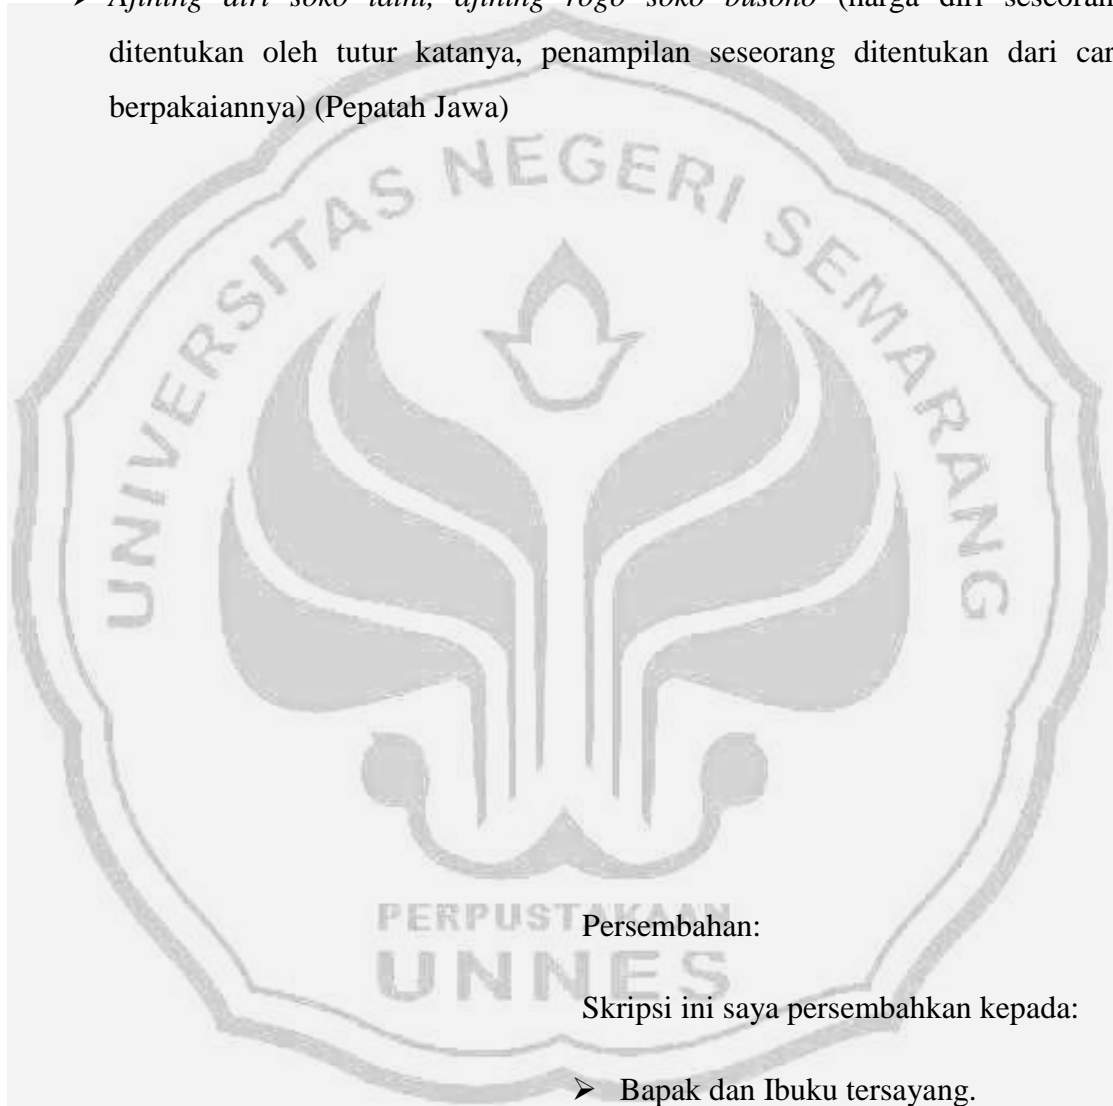 ➢ Ajining diri soko lathi, ajining rogo soko busono (harga diri seseoran
ditentukan oleh tutur katanya, penampilan seseorang ditentukan dari car
berpakaiannya) (Pepatah Jawa)
UNIVERSITAS NEGERI SEMARANG
PERPUSTAKAAN
UNNES
Persembahan:
Skripsi ini saya persembahkan kepada:
➢ Bapak dan Ibuku tersayang.